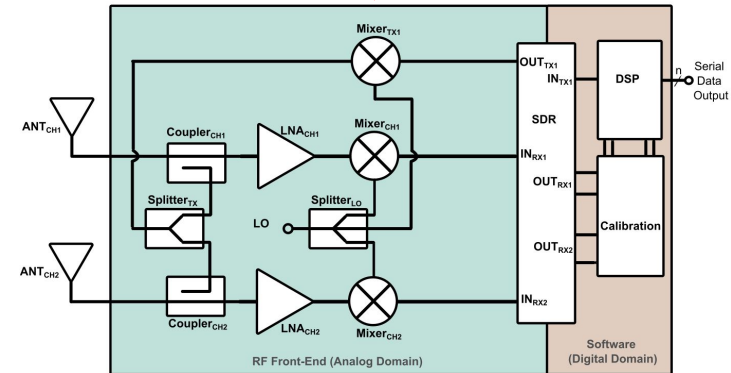 Mixer_TX1
OUT_TX1
IN_TX1
DSP
n
Serial
Data
Output
SDR
ANT_CH1
Coupler_CH1
LNA_CH1
Mixer_CH1
IN_RX1
OUT_RX1
Splitter_TX
LO
Splitter_LO
Calibration
OUT_RX2
ANT_CH2
Coupler_CH2
LNA_CH2
Mixer_CH2
IN_RX2
RF Front-End (Analog Domain)
Software
(Digital Domain)